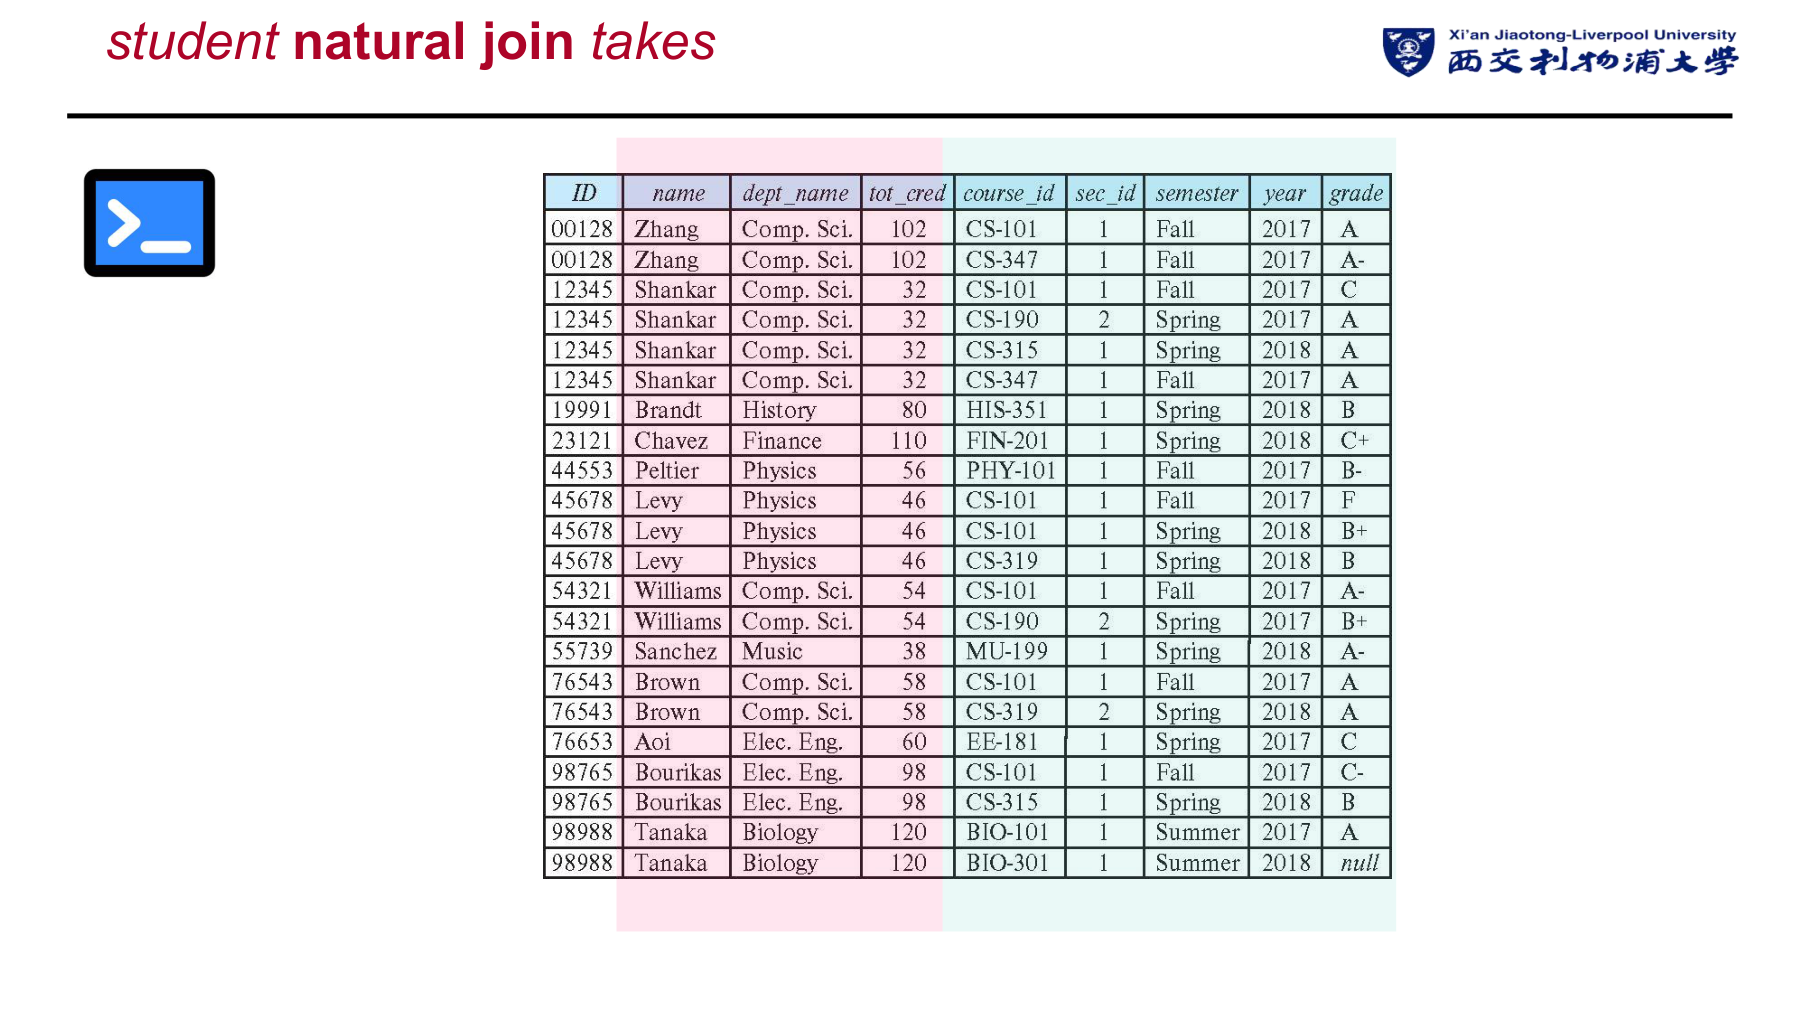 student natural join takes
Xi'an Jiaotong-Liverpool University
西交利物浦大學
ID name dept_name tot_cred course_id sec_id semester year grade
00128 Zhang Comp. Sci. 102 CS-101 1 Fall 2017 A
00128 Zhang Comp. Sci. 102 CS-347 1 Fall 2017 A-
12345 Shankar Comp. Sci. 32 CS-101 1 Fall 2017 C
12345 Shankar Comp. Sci. 32 CS-190 2 Spring 2017 A
12345 Shankar Comp. Sci. 32 CS-315 1 Spring 2018 A
12345 Shankar Comp. Sci. 32 CS-347 1 Fall 2017 A
19991 Brandt History 80 HIS-351 1 Spring 2018 B
23121 Chavez Finance 110 FIN-201 1 Spring 2018 C+
44553 Peltier Physics 56 PHY-101 1 Fall 2017 B-
45678 Levy Physics 46 CS-101 1 Fall 2017 F
45678 Levy Physics 46 CS-101 1 Spring 2018 B+
45678 Levy Physics 46 CS-319 1 Spring 2018 B
54321 Williams Comp. Sci. 54 CS-101 1 Fall 2017 A-
54321 Williams Comp. Sci. 54 CS-190 2 Spring 2017 B+
55739 Sanchez Music 38 MU-199 1 Spring 2018 A-
76543 Brown Comp. Sci. 58 CS-101 1 Fall 2017 A
76543 Brown Comp. Sci. 58 CS-319 2 Spring 2018 A
76653 Aoi Elec. Eng. 60 EE-181 1 Spring 2017 C
98765 Bourikas Elec. Eng. 98 CS-101 1 Fall 2017 C-
98765 Bourikas Elec. Eng. 98 CS-315 1 Spring 2018 B
98988 Tanaka Biology 120 BIO-101 1 Summer 2017 A
98988 Tanaka Biology 120 BIO-301 1 Summer 2018 null